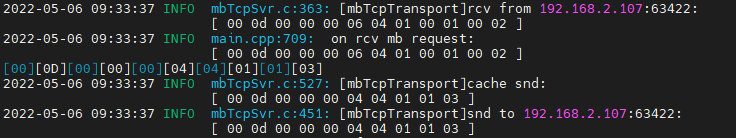 2022-05-06 09:33:37 INFO  mbTcpSvr.c:363: [mbTcpTransport]rcv from 192.168.2.107:63422:
[ 00 0d 00 00 00 06 04 01 00 01 00 02 ]
2022-05-06 09:33:37 INFO  main.cpp:709:  on rcv mb request:
[ 00 0d 00 00 00 06 04 01 00 01 00 02 ]
[00][0D][00][00][00][04][04][01][01][03]
2022-05-06 09:33:37 INFO  mbTcpSvr.c:527: [mbTcpTransport]cache snd:
[ 00 0d 00 00 00 04 04 01 01 03 ]
2022-05-06 09:33:37 INFO  mbTcpSvr.c:451: [mbTcpTransport]snd to 192.168.2.107:63422:
[ 00 0d 00 00 00 04 04 01 01 03 ]